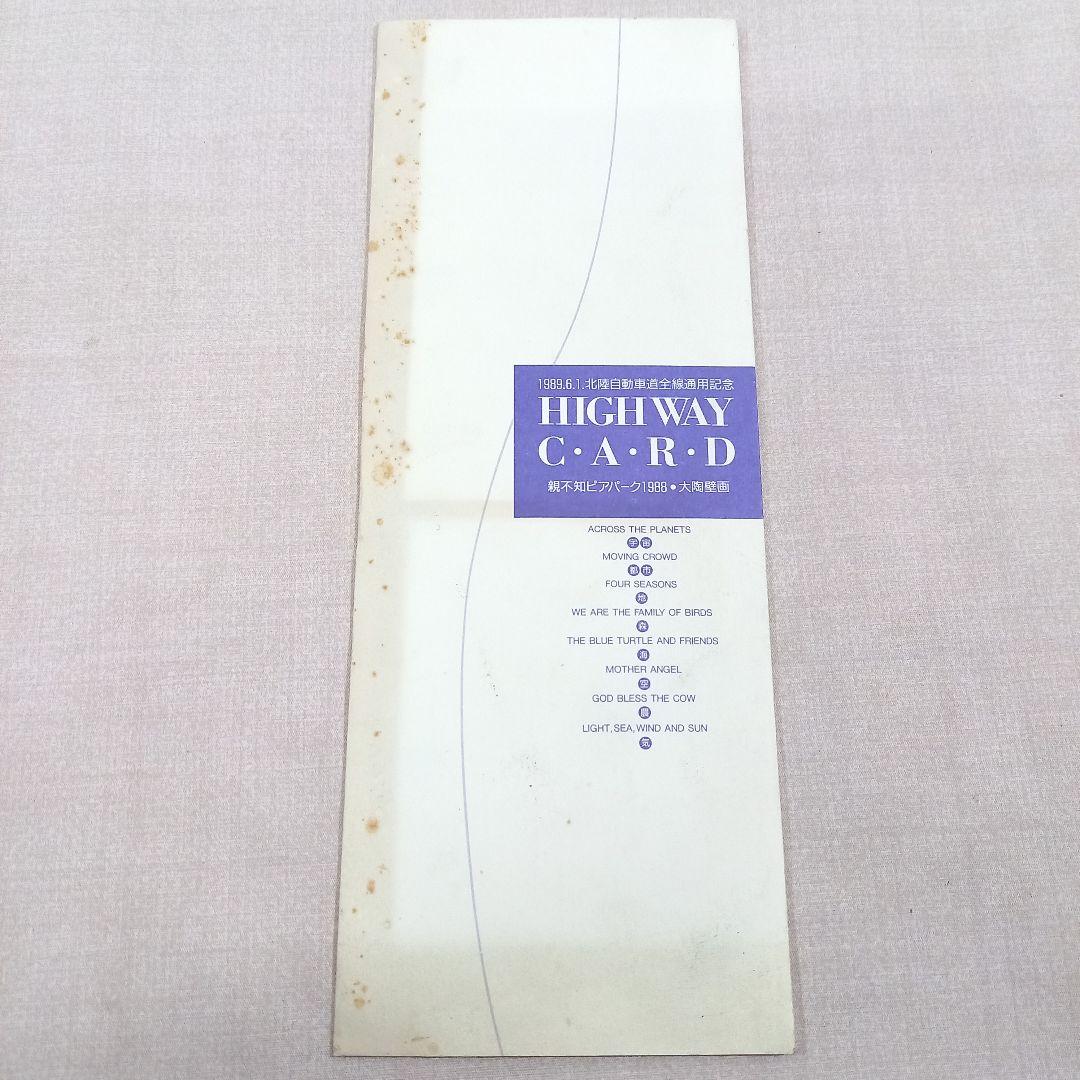 1989.6.1.北陸自動車道全線通用記念
HIGHWAY
C・A・R・D
親不知ピアパーク1988●大陶壁画
ACROSS THE PLANETS
宇宙
MOVING CROWD
都市
FOUR SEASONS
地
WE ARE THE FAMILY OF BIRDS
森
THE BLUE TURTLE AND FRIENDS
海
MOTHER ANGEL
空
GOD BLESS THE COW
農
LIGHT,SEA,WIND AND SUN
気